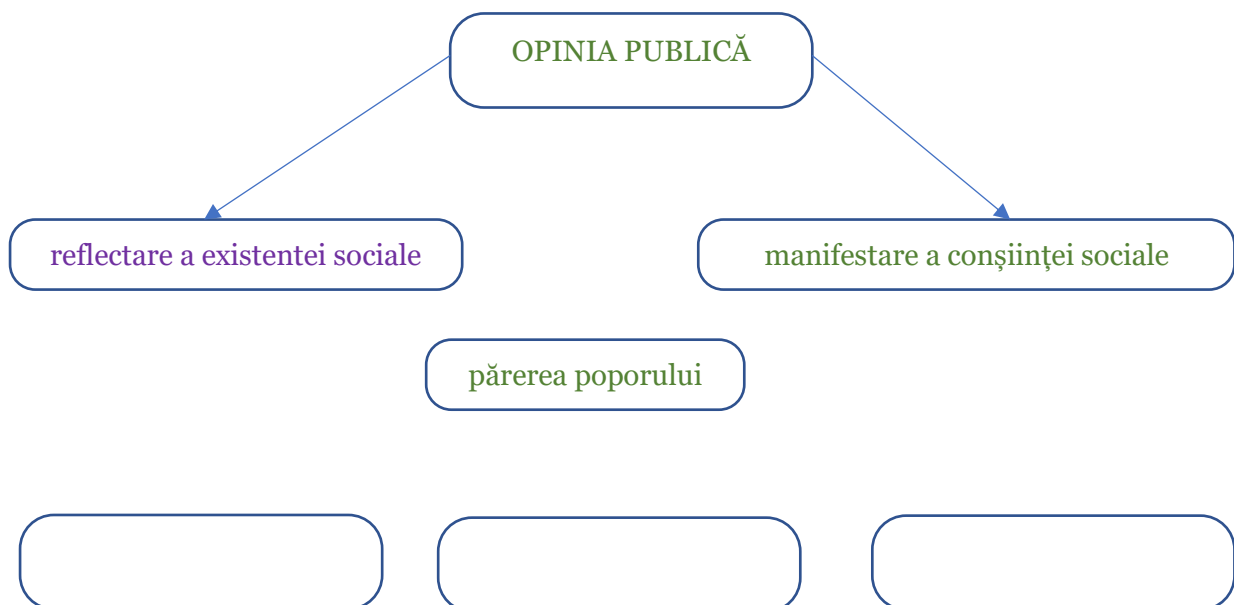 OPINIA PUBLICĂ
reflectare a existentei sociale
manifestare a conșiinței sociale
părerea poporului